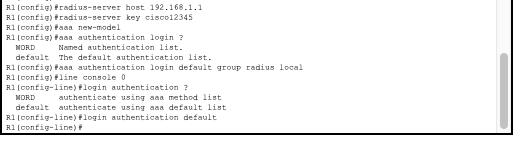 R1(config)#radius-server host 192.168.1.1
R1(config)#radius-server key cisco12345
R1(config)#aaa new-model
R1(config)#aaa authentication login ?
  WORD     Named authentication list.
  default  The default authentication list.
R1(config)#aaa authentication login default group radius local
R1(config)#line console 0
R1(config-line)#login authentication ?
  WORD     authenticate using aaa method list
  default  authenticate using aaa default list
R1(config-line)#login authentication default
R1(config-line)#